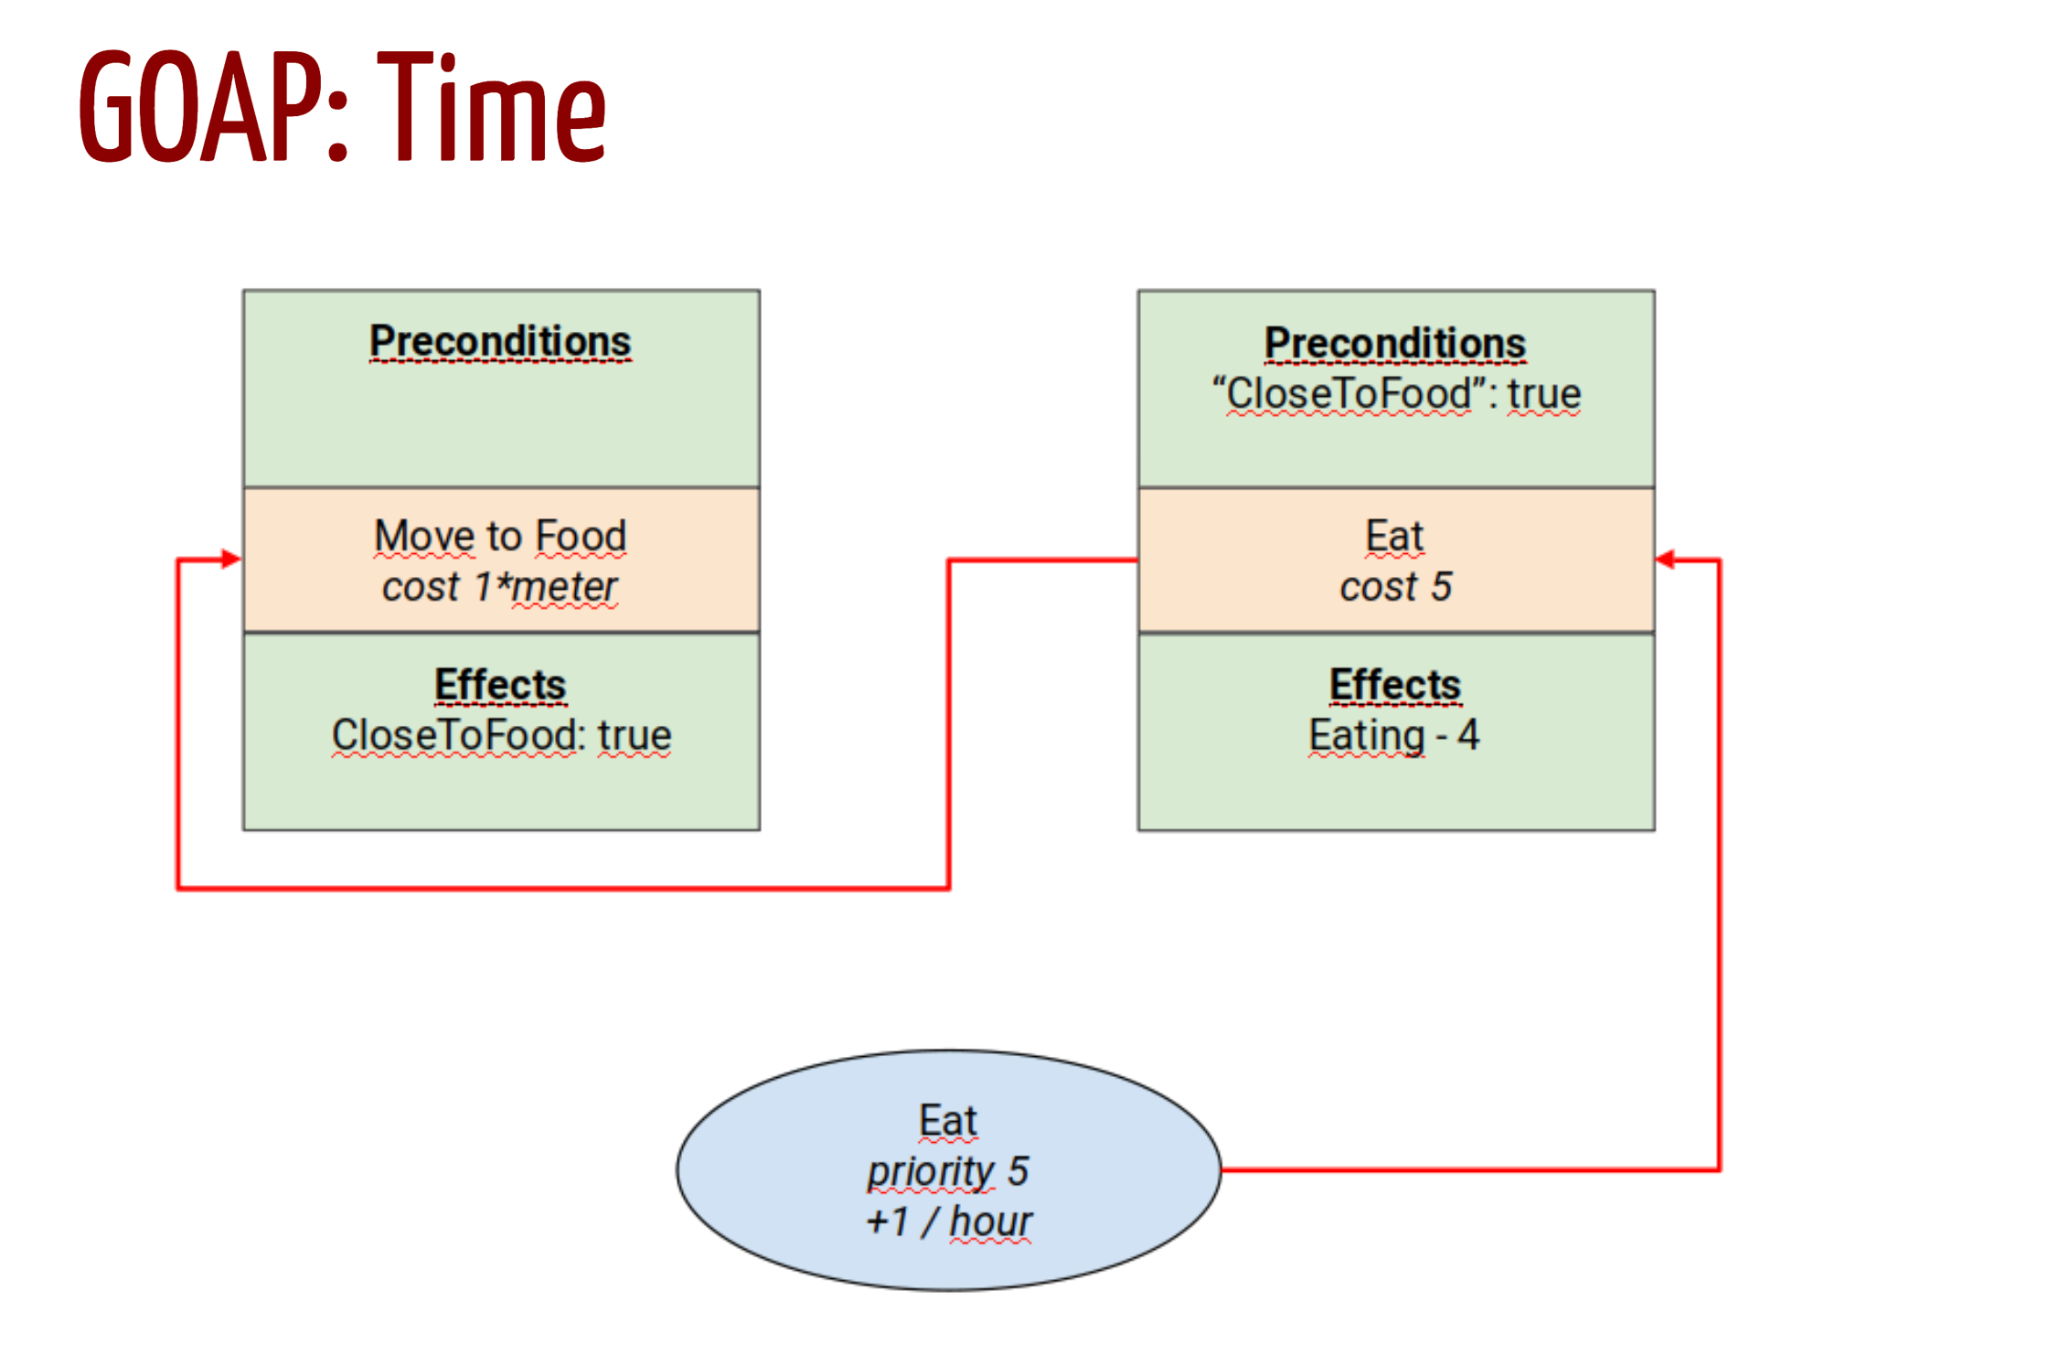 GOAP: Time
Preconditions
Move to Food
cost 1*meter
Effects
CloseToFood: true
Preconditions
“CloseToFood”: true
Eat
cost 5
Effects
Eating - 4
Eat
priority 5
+1 / hour